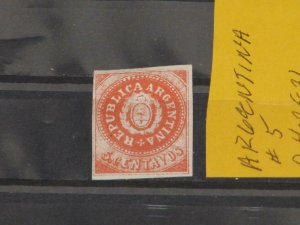 REPUBLICA ARGENTINA
5 CENTAVOS
ARGENTINA
# 5